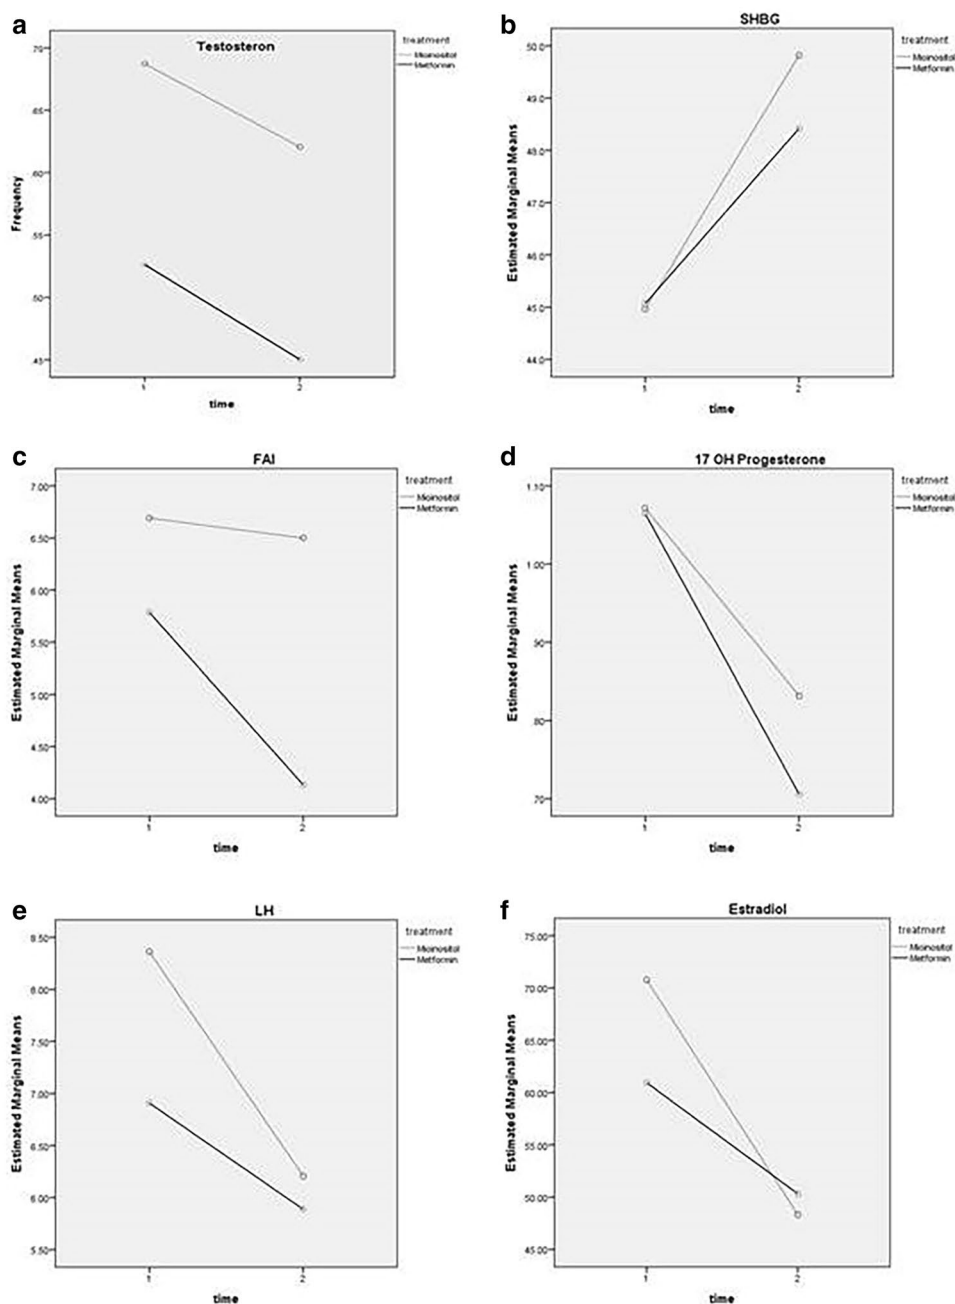 a
Testosteron
treatment
Mioinositol
Metformin
Frequency
.70
.65
.60
.55
.50
.45
1
2
time
b
SHBG
treatment
Mioinositol
Metformin
Estimated Marginal Means
50.0
49.0
48.0
47.0
46.0
45.0
44.0
1
2
time
c
FAI
treatment
Mioinositol
Metformin
Estimated Marginal Means
7.00
6.50
6.00
5.50
5.00
4.50
4.00
1
2
time
d
17 OH Progesterone
treatment
Mioinositol
Metformin
Estimated Marginal Means
1.10
1.00
.90
.80
.70
1
2
time
e
LH
treatment
Mioinositol
Metformin
Estimated Marginal Means
8.50
8.00
7.50
7.00
6.50
6.00
5.50
1
2
time
f
Estradiol
treatment
Mioinositol
Metformin
Estimated Marginal Means
75.00
70.00
65.00
60.00
55.00
50.00
45.00
1
2
time